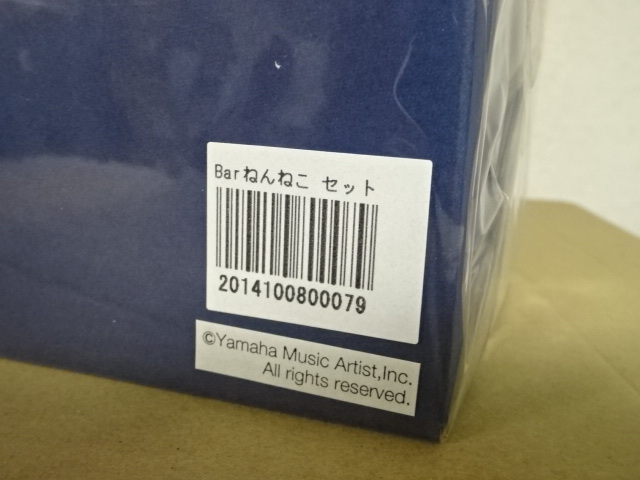 Barねんねこ セット
2014100800079
©Yamaha Music Artist,Inc.
All rights reserved.